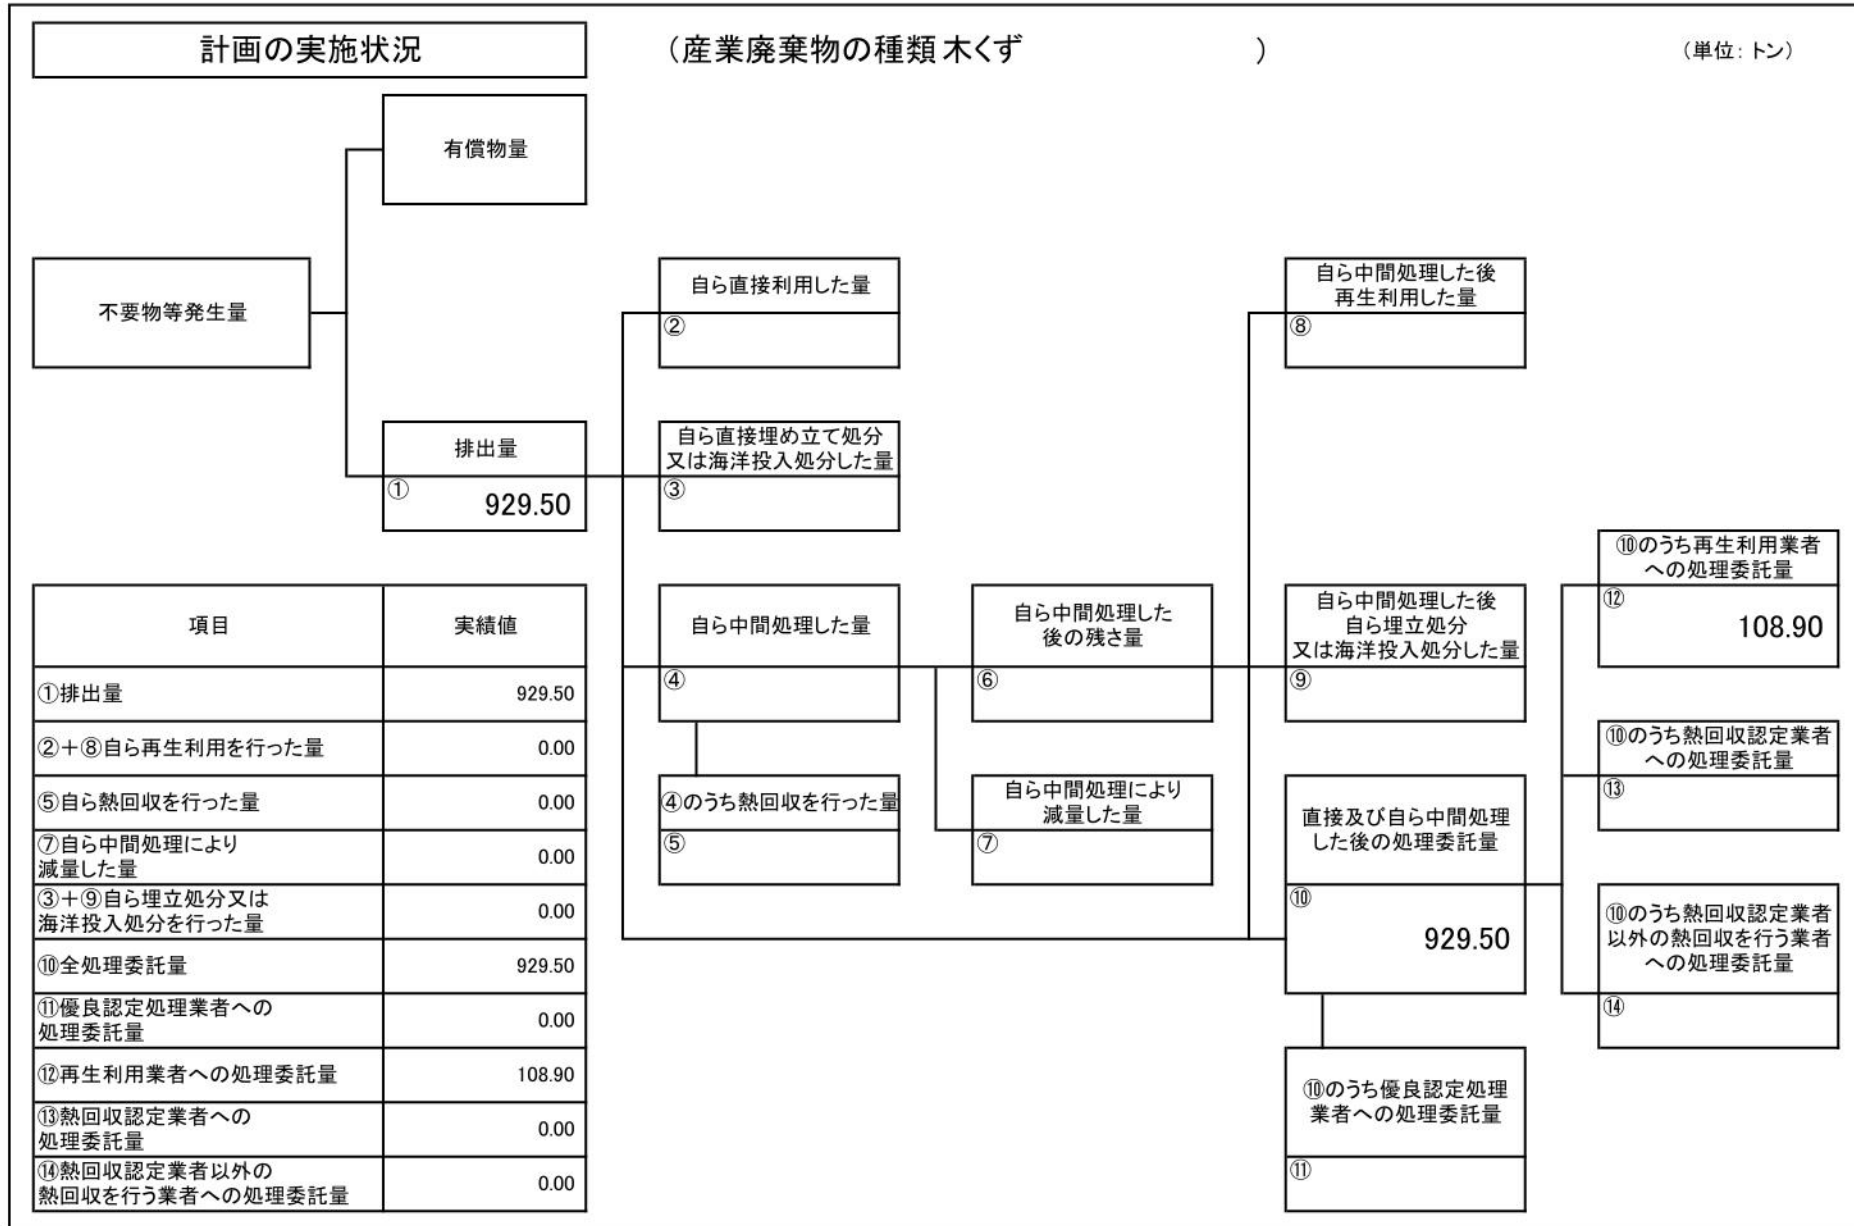 計画の実施状況
（産業廃棄物の種類 木くず　　　　　　　　）
（単位：トン）
有償物量
不要物等発生量
自ら直接利用した量
②
自ら中間処理した後
再生利用した量
⑧
排出量
① 929.50
自ら直接埋め立て処分
又は海洋投入処分した量
③
⑩のうち再生利用業者
への処理委託量
⑫
108.90
自ら中間処理した量
④
自ら中間処理した
後の残さ量
⑥
自ら中間処理した後
自ら埋立処分
又は海洋投入処分した量
⑨
⑩のうち熱回収認定業者
への処理委託量
⑬
④のうち熱回収を行った量
⑤
自ら中間処理により
減量した量
⑦
直接及び自ら中間処理
した後の処理委託量
⑩
929.50
⑩のうち熱回収認定業者
以外の熱回収を行う業者
への処理委託量
⑭
⑩のうち優良認定処理
業者への処理委託量
⑪
項目 実績値
①排出量 929.50
②＋⑧自ら再生利用を行った量 0.00
⑤自ら熱回収を行った量 0.00
⑦自ら中間処理により
減量した量 0.00
③＋⑨自ら埋立処分又は
海洋投入処分を行った量 0.00
⑩全処理委託量 929.50
⑪優良認定処理業者への
処理委託量 0.00
⑫再生利用業者への処理委託量 108.90
⑬熱回収認定業者への
処理委託量 0.00
⑭熱回収認定業者以外の
熱回収を行う業者への処理委託量 0.00